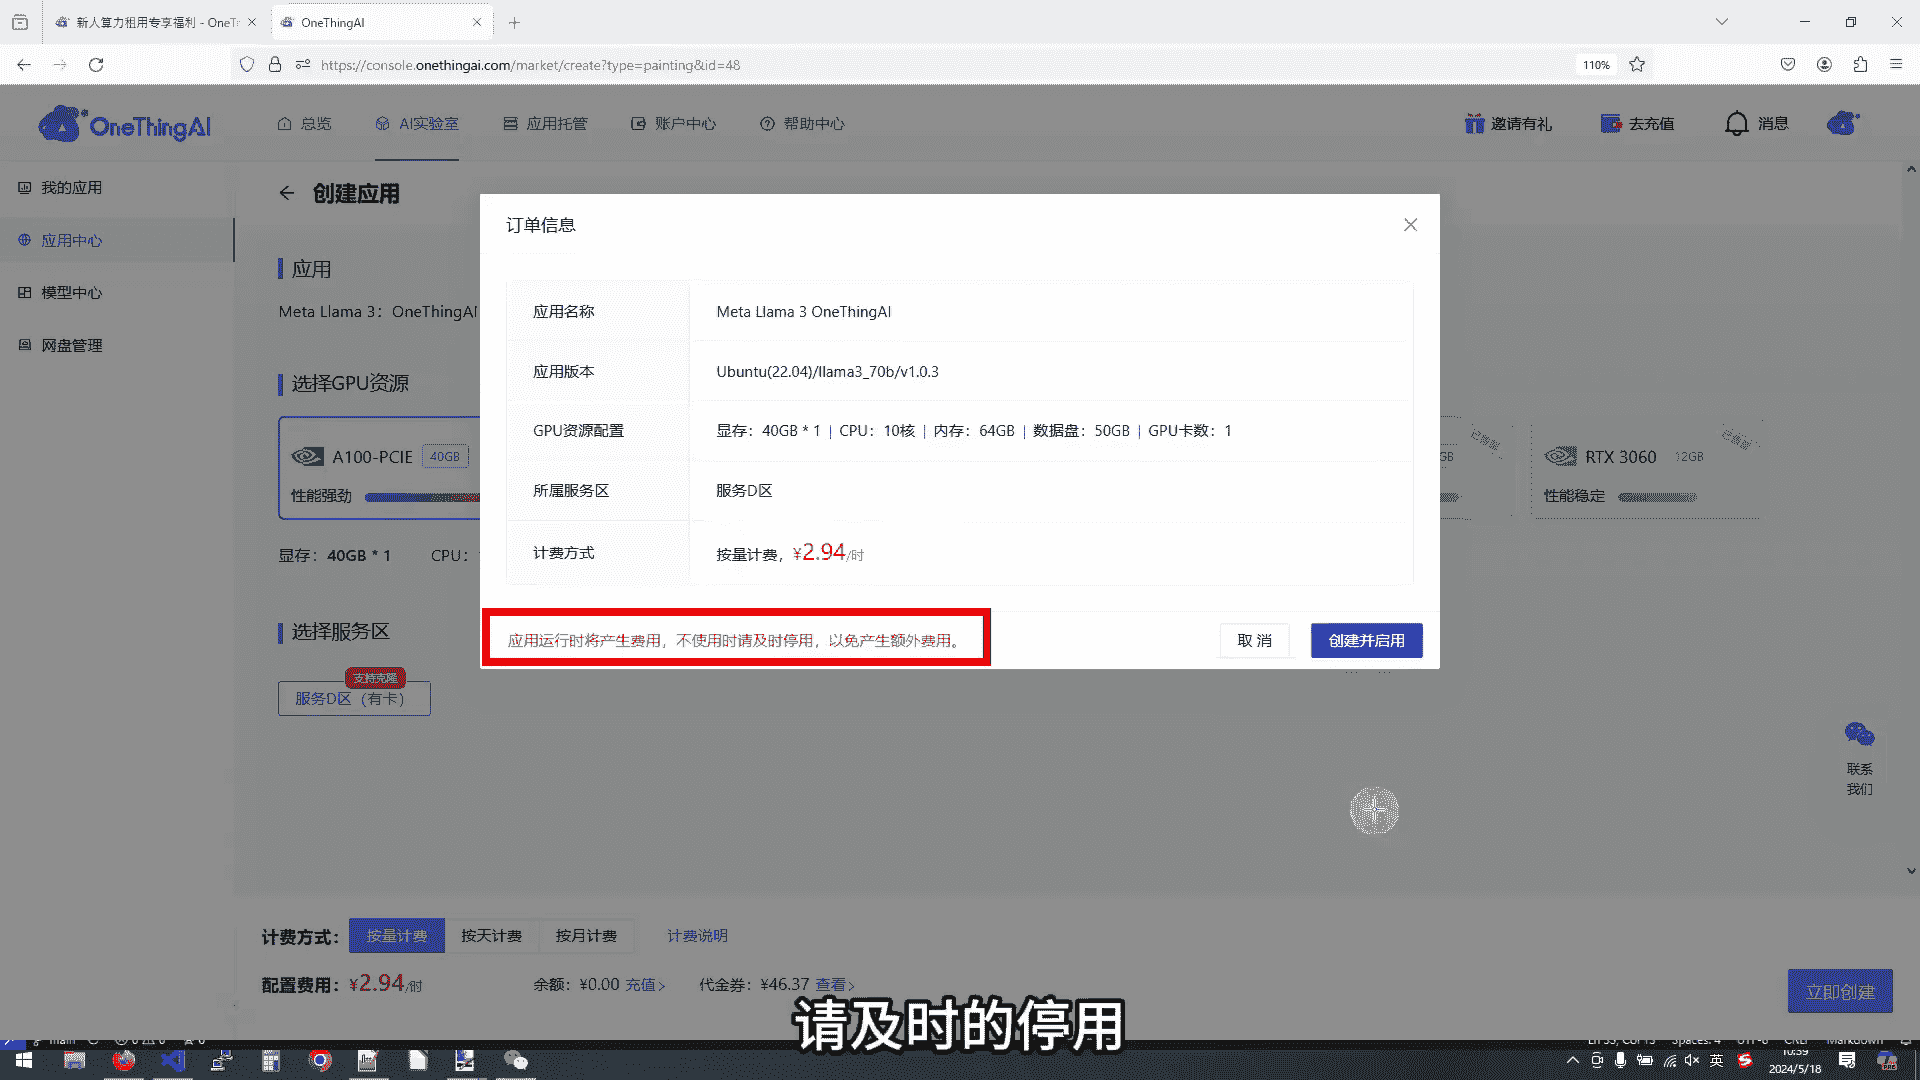 新人算力租用专享福利 - OneT
OneThingAI
https://console.onethingai.com/market/create?type=painting&id=48
110%
OneThingAI
总览
AI实验室
应用托管
账户中心
帮助中心
邀请有礼
去充值
消息
我的应用
应用中心
模型中心
网盘管理
创建应用
应用
Meta Llama 3：OneThingAI
选择GPU资源
A100-PCIE 40GB
性能强劲
显存：40GB * 1 CPU：
GB
RTX 3060 12GB
性能稳定
选择服务区
支持克隆
服务D区（有卡）
订单信息
应用名称 Meta Llama 3 OneThingAI
应用版本 Ubuntu(22.04)/llama3_70b/v1.0.3
GPU资源配置 显存：40GB * 1 | CPU：10核 | 内存：64GB | 数据盘：50GB | GPU卡数：1
所属服务区 服务D区
计费方式 按量计费，¥2.94/时
应用运行时将产生费用，不使用时请及时停用，以免产生额外费用。
取 消
创建并启用
联系
我们
计费方式： 按量计费 按天计费 按月计费 计费说明
配置费用：¥2.94/时 余额：¥0.00 充值> 代金券：¥46.37 查看>
立即创建
请及时的停用
英
10:39
2024/5/18